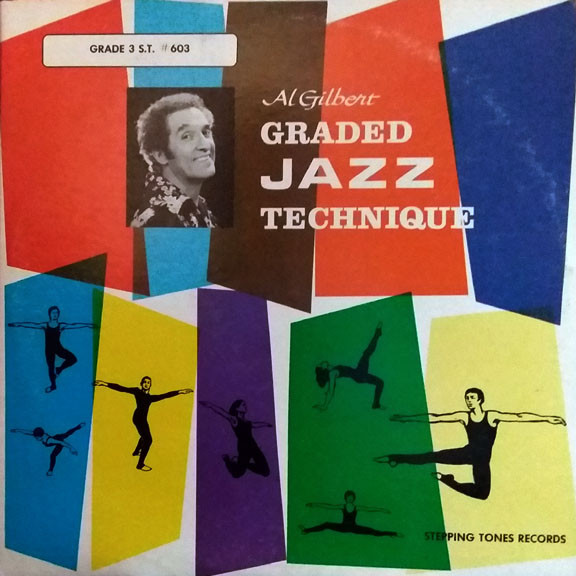 GRADE 3 S.T. #603
Al Gilbert
GRADED
JAZZ
TECHNIQUE
STEPPING TONES RECORDS